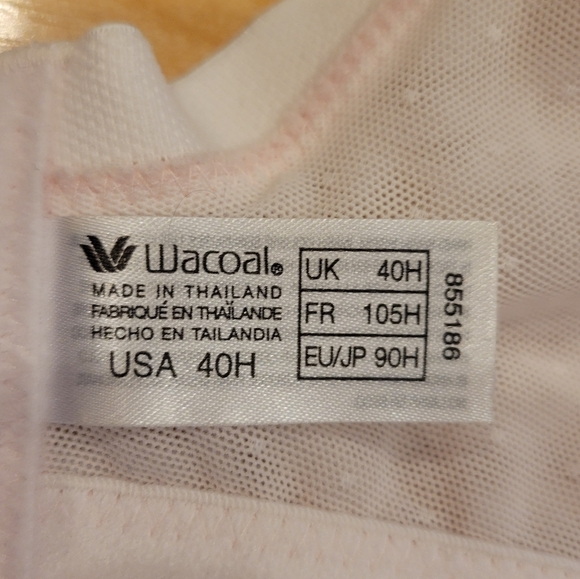 Wacoal®
MADE IN THAILAND
FABRIQUÉ EN THAÏLANDE
HECHO EN TAILANDIA
USA 40H
UK 40H
FR 105H
EU/JP 90H
855186